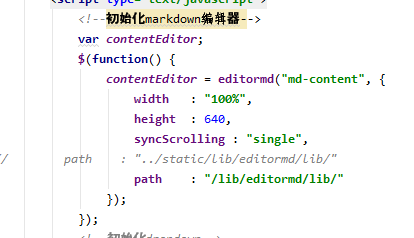 <script type="text/javascript">
<!--初始化markdown编辑器-->
var contentEditor;
$(function() {
contentEditor = editormd("md-content", {
width : "100%",
height : 640,
syncScrolling : "single",
// path : "../static/lib/editormd/lib/"
path : "/lib/editormd/lib/"
});
});
<!--初始化dropdown-->